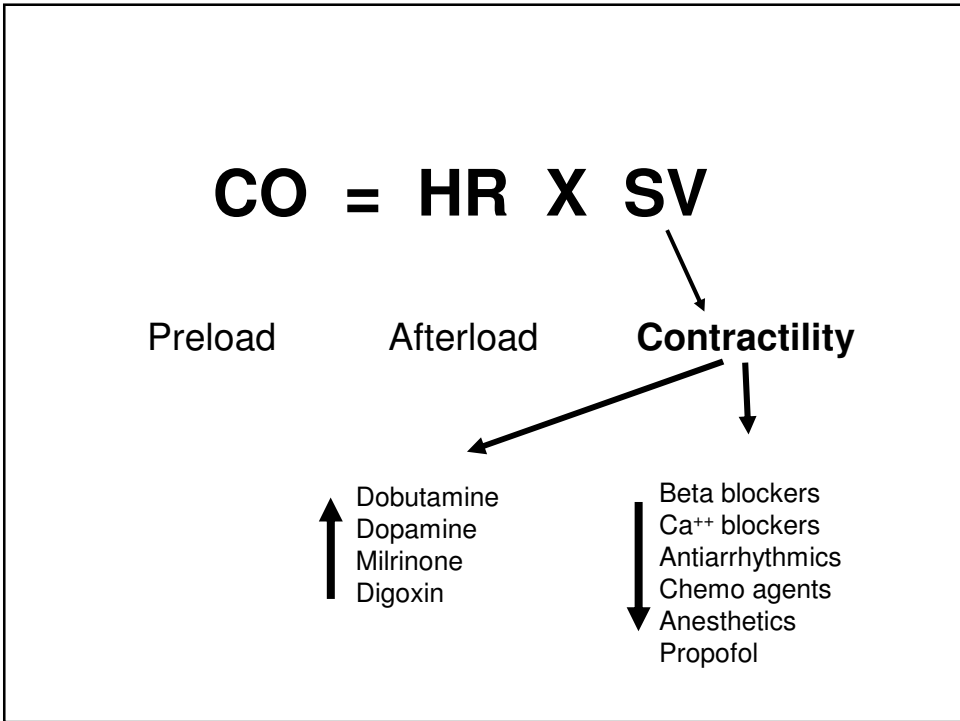 CO = HR X SV
Preload Afterload Contractility
Dobutamine
Dopamine
Milrinone
Digoxin
Beta blockers
Ca⁺⁺ blockers
Antiarrhythmics
Chemo agents
Anesthetics
Propofol